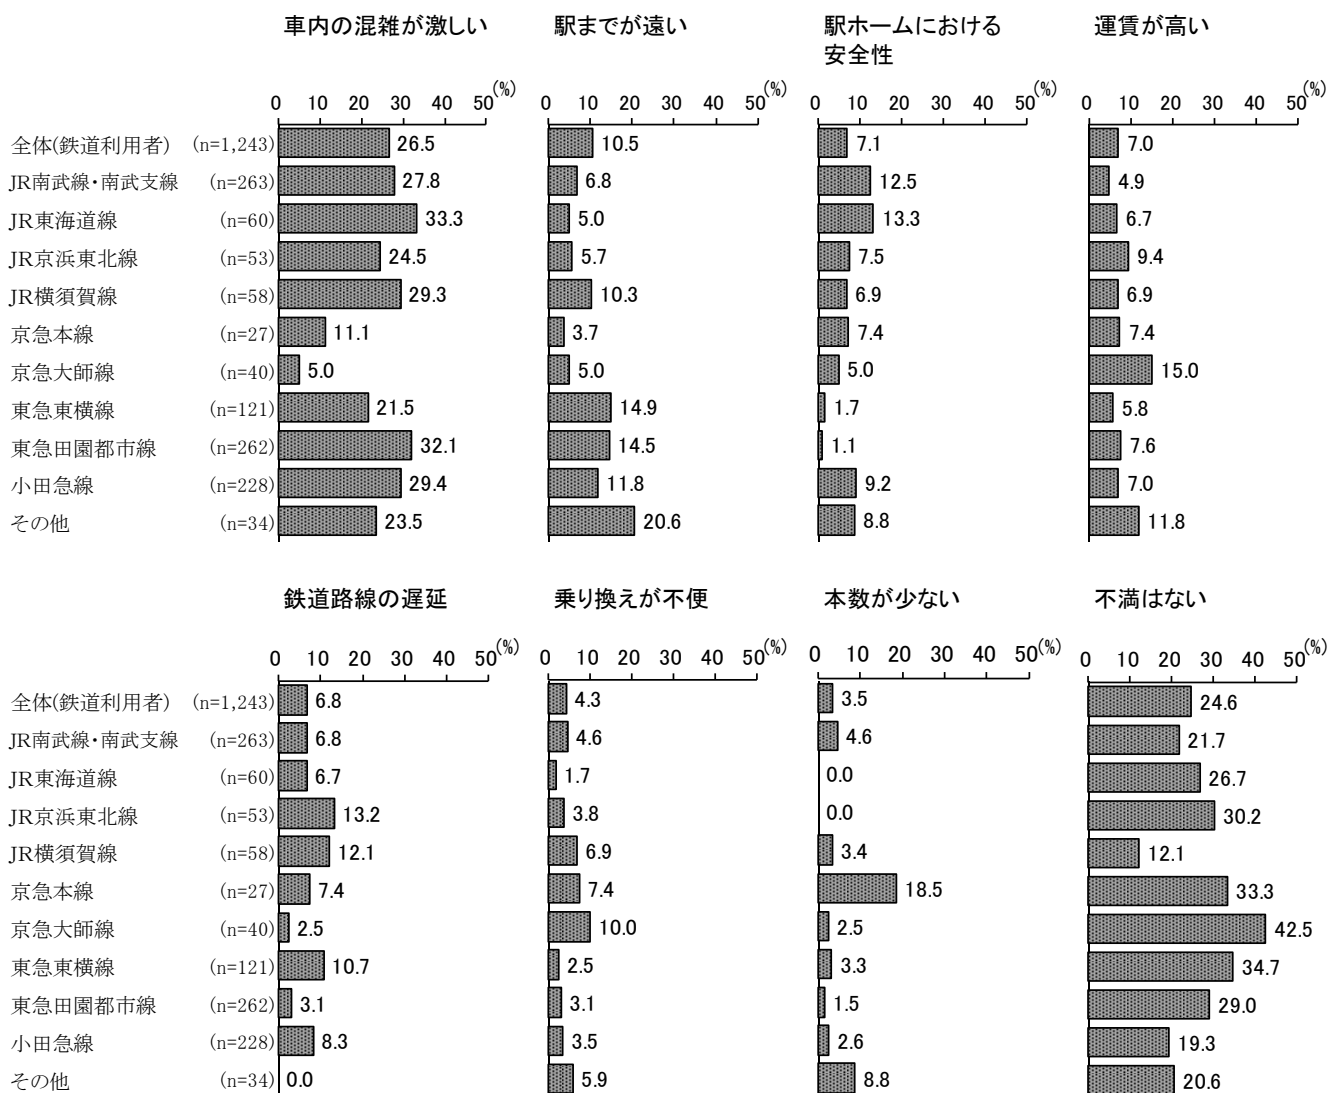 車内の混雑が激しい 駅までが遠い 駅ホームにおける 運賃が高い
安全性
0 10 20 30 40 50(%) 0 10 20 30 40 50(%) 0 10 20 30 40 50(%) 0 10 20 30 40 50(%)
全体(鉄道利用者) (n=1,243) 26.5 10.5 7.1 7.0
JR南武線・南武支線 (n=263) 27.8 6.8 12.5 4.9
JR東海道線 (n=60) 33.3 5.0 13.3 6.7
JR京浜東北線 (n=53) 24.5 5.7 7.5 9.4
JR横須賀線 (n=58) 29.3 10.3 6.9 6.9
京急本線 (n=27) 11.1 3.7 7.4 7.4
京急大師線 (n=40) 5.0 5.0 5.0 15.0
東急東横線 (n=121) 21.5 14.9 1.7 5.8
東急田園都市線 (n=262) 32.1 14.5 1.1 7.6
小田急線 (n=228) 29.4 11.8 9.2 7.0
その他 (n=34) 23.5 20.6 8.8 11.8
鉄道路線の遅延 乗り換えが不便 本数が少ない 不満はない
0 10 20 30 40 50(%) 0 10 20 30 40 50(%) 0 10 20 30 40 50(%) 0 10 20 30 40 50(%)
全体(鉄道利用者) (n=1,243) 6.8 4.3 3.5 24.6
JR南武線・南武支線 (n=263) 6.8 4.6 4.6 21.7
JR東海道線 (n=60) 6.7 1.7 0.0 26.7
JR京浜東北線 (n=53) 13.2 3.8 0.0 30.2
JR横須賀線 (n=58) 12.1 6.9 3.4 12.1
京急本線 (n=27) 7.4 7.4 18.5 33.3
京急大師線 (n=40) 2.5 10.0 2.5 42.5
東急東横線 (n=121) 10.7 2.5 3.3 34.7
東急田園都市線 (n=262) 3.1 3.1 1.5 29.0
小田急線 (n=228) 8.3 3.5 2.6 19.3
その他 (n=34) 0.0 5.9 8.8 20.6